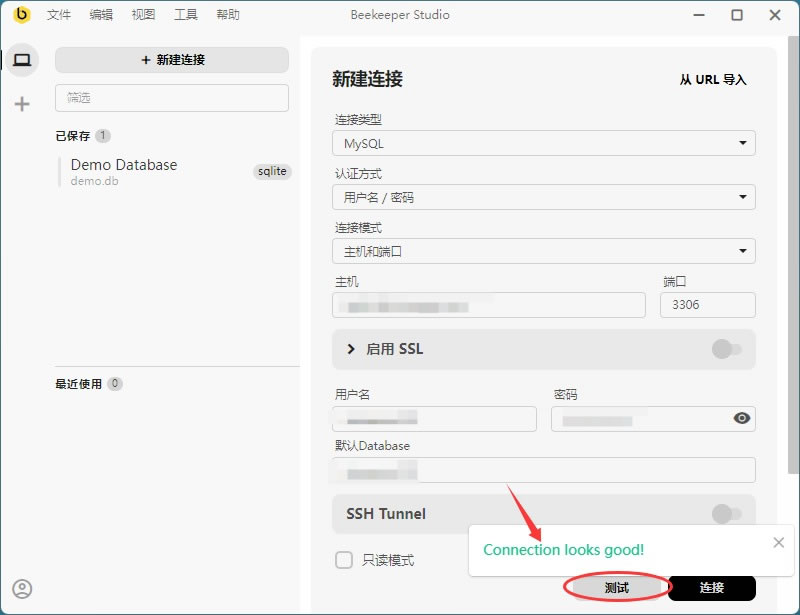 文件 编辑 视图 工具 帮助 Beekeeper Studio
+ 新建连接
筛选
已保存 1
Demo Database
demo.db
sqlite
最近使用 0
新建连接
从 URL 导入
连接类型
MySQL
认证方式
用户名 / 密码
连接模式
主机和端口
主机 端口
3306
启用 SSL
用户名 密码
默认Database
SSH Tunnel
Connection looks good!
只读模式
测试 连接